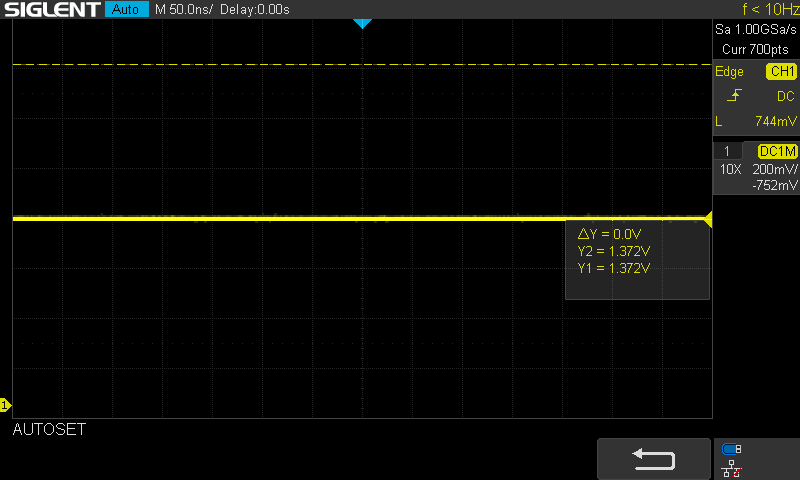 SIGLENT Auto M 50.0ns/ Delay:0.00s f < 10Hz
Sa 1.00GSa/s
Curr 700pts
Edge CH1
DC
L 744mV
1 DC1M
10X 200mV/
-752mV
△Y = 0.0V
Y2 = 1.372V
Y1 = 1.372V
1
AUTOSET